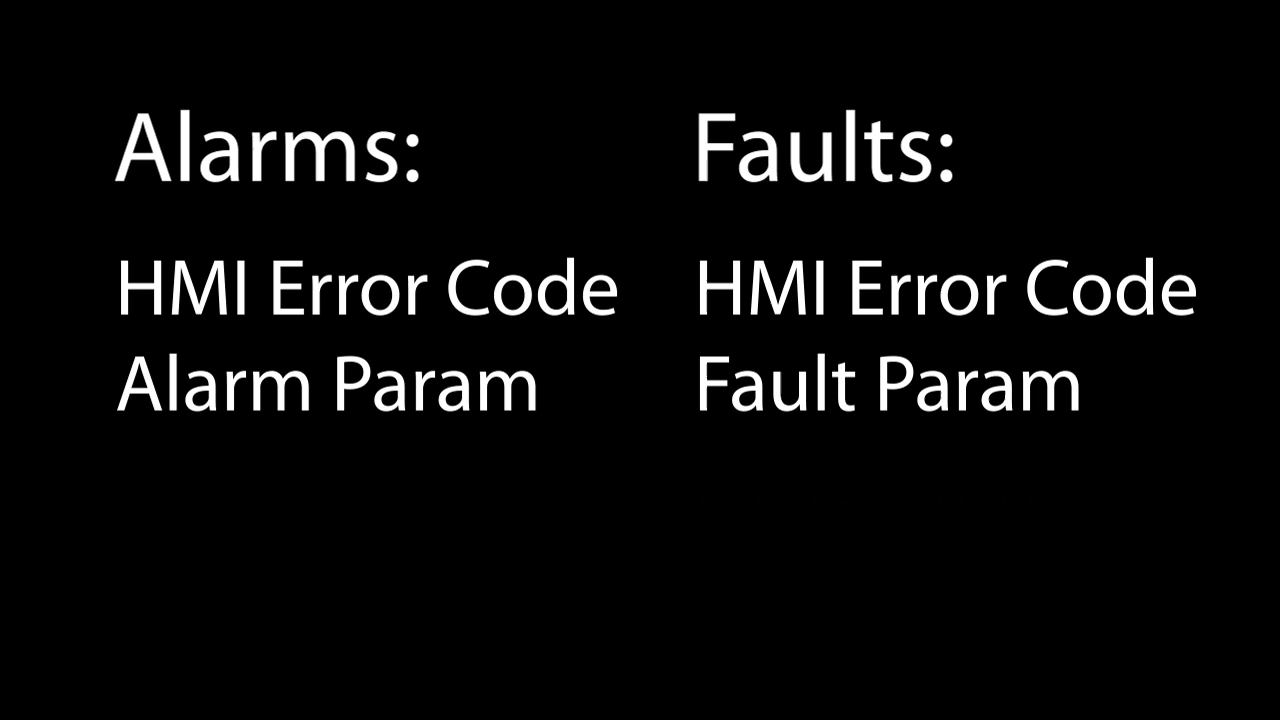 Alarms:
HMI Error Code
Alarm Param
Faults:
HMI Error Code
Fault Param